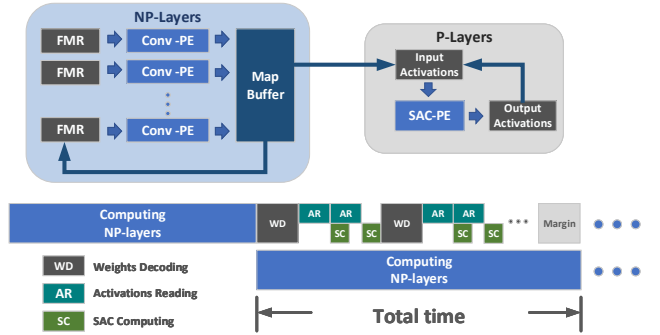 NP-Layers
FMR
Conv -PE
FMR
Conv -PE
FMR
Conv -PE
Map
Buffer
P-Layers
Input
Activations
SAC-PE
Output
Activations
Computing
NP-layers
WD
AR
AR
SC
SC
WD
AR
AR
SC
SC
Margin
Computing
NP-layers
WD Weights Decoding
AR Activations Reading
SC SAC Computing
Total time